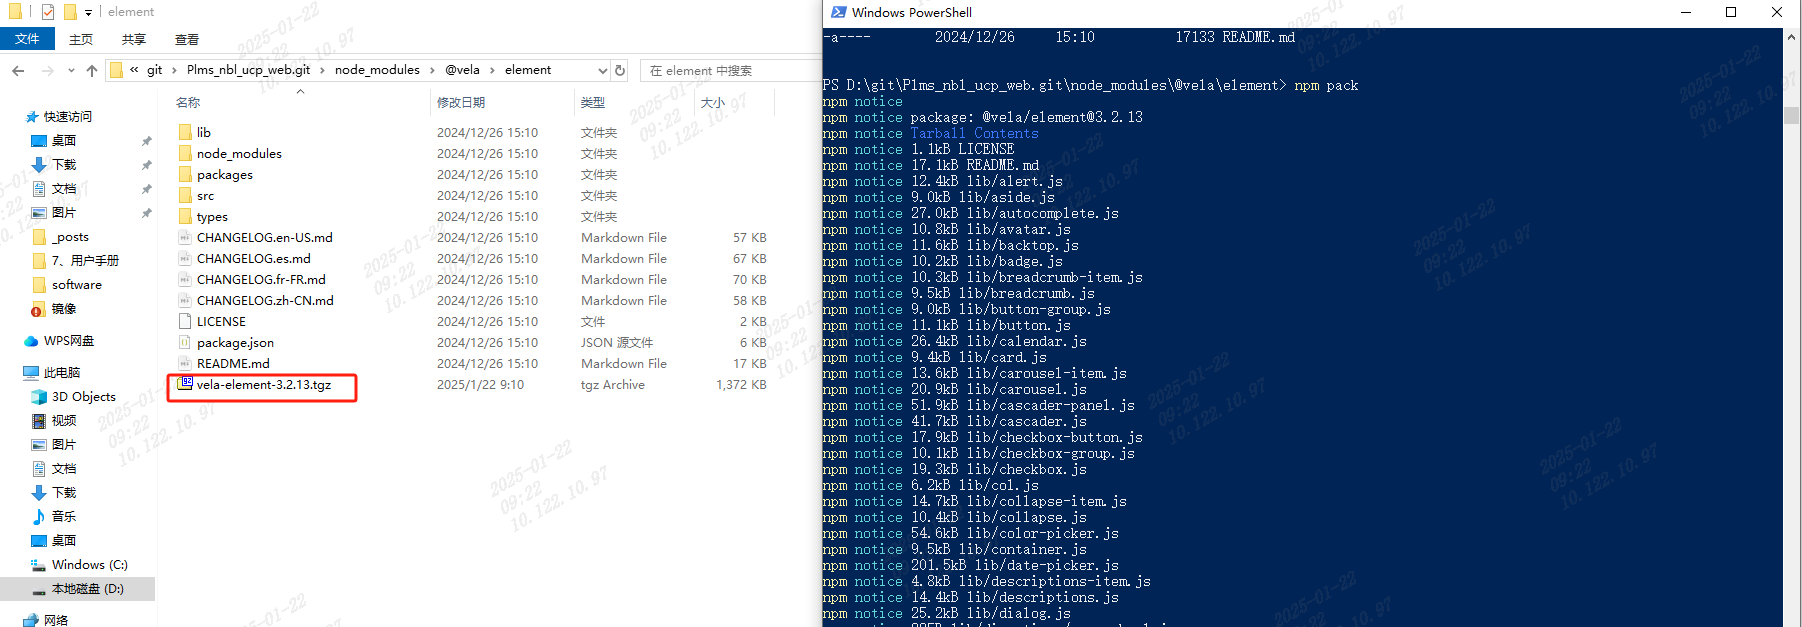 element
文件 主页 共享 查看
« git › Plms_nbl_ucp_web.git › node_modules › @vela › element
在 element 中搜索
快速访问
桌面
下载
文档
图片
_posts
7、用户手册
software
镜像
WPS网盘
此电脑
3D Objects
视频
图片
文档
下载
音乐
桌面
Windows (C:)
本地磁盘 (D:)
网络
名称 修改日期 类型 大小
lib 2024/12/26 15:10 文件夹
node_modules 2024/12/26 15:10 文件夹
packages 2024/12/26 15:10 文件夹
src 2024/12/26 15:10 文件夹
types 2024/12/26 15:10 文件夹
CHANGELOG.en-US.md 2024/12/26 15:10 Markdown File 57 KB
CHANGELOG.es.md 2024/12/26 15:10 Markdown File 67 KB
CHANGELOG.fr-FR.md 2024/12/26 15:10 Markdown File 70 KB
CHANGELOG.zh-CN.md 2024/12/26 15:10 Markdown File 58 KB
LICENSE 2024/12/26 15:10 文件 2 KB
package.json 2024/12/26 15:10 JSON 源文件 6 KB
README.md 2024/12/26 15:10 Markdown File 17 KB
vela-element-3.2.13.tgz 2025/1/22 9:10 tgz Archive 1,372 KB
Windows PowerShell
-a---- 2024/12/26 15:10 17133 README.md
PS D:\git\Plms_nbl_ucp_web.git\node_modules\@vela\element> npm pack
npm notice
npm notice package: @vela/element@3.2.13
npm notice Tarball Contents
npm notice 1.1kB LICENSE
npm notice 17.1kB README.md
npm notice 12.4kB lib/alert.js
npm notice 9.0kB lib/aside.js
npm notice 27.0kB lib/autocomplete.js
npm notice 10.8kB lib/avatar.js
npm notice 11.6kB lib/backtop.js
npm notice 10.2kB lib/badge.js
npm notice 10.3kB lib/breadcrumb-item.js
npm notice 9.5kB lib/breadcrumb.js
npm notice 9.0kB lib/button-group.js
npm notice 11.1kB lib/button.js
npm notice 26.4kB lib/calendar.js
npm notice 9.4kB lib/card.js
npm notice 13.6kB lib/carousel-item.js
npm notice 20.9kB lib/carousel.js
npm notice 51.9kB lib/cascader-panel.js
npm notice 41.7kB lib/cascader.js
npm notice 17.9kB lib/checkbox-button.js
npm notice 10.1kB lib/checkbox-group.js
npm notice 19.3kB lib/checkbox.js
npm notice 6.2kB lib/col.js
npm notice 14.7kB lib/collapse-item.js
npm notice 10.4kB lib/collapse.js
npm notice 54.6kB lib/color-picker.js
npm notice 9.5kB lib/container.js
npm notice 201.5kB lib/date-picker.js
npm notice 4.8kB lib/descriptions-item.js
npm notice 14.4kB lib/descriptions.js
npm notice 25.2kB lib/dialog.js
2025-01-22
09:22
10.122.10.97